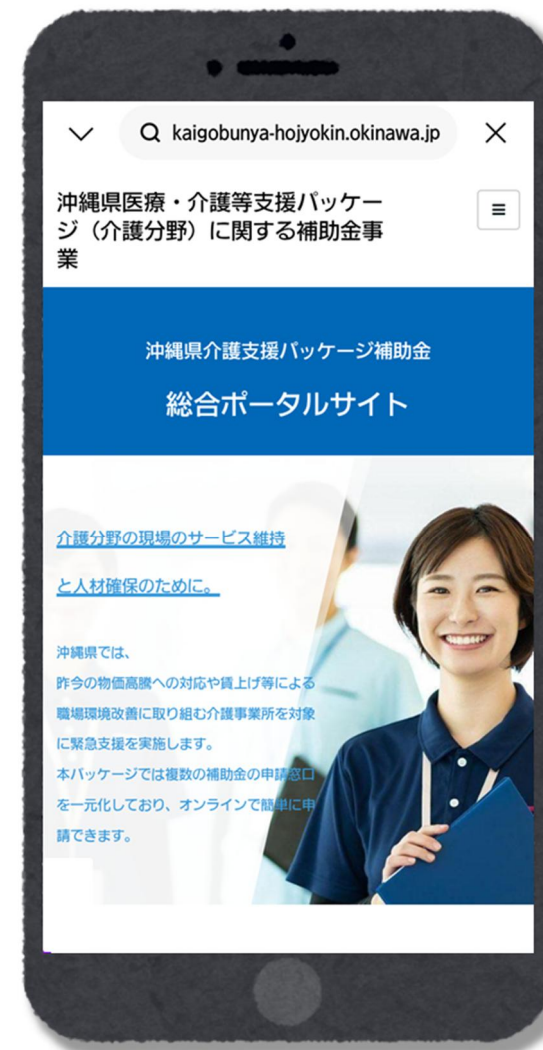 kaigobunya-hojyokin.okinawa.jp
沖縄県医療・介護等支援パッケー
ジ（介護分野）に関する補助金事
業
沖縄県介護支援パッケージ補助金
総合ポータルサイト
介護分野の現場のサービス維持
と人材確保のために。
沖縄県では、
昨今の物価高騰への対応や賃上げ等による
職場環境改善に取り組む介護事業所を対象
に緊急支援を実施します。
本パッケージでは複数の補助金の申請窓口
を一元化しており、オンラインで簡単に申
請できます。